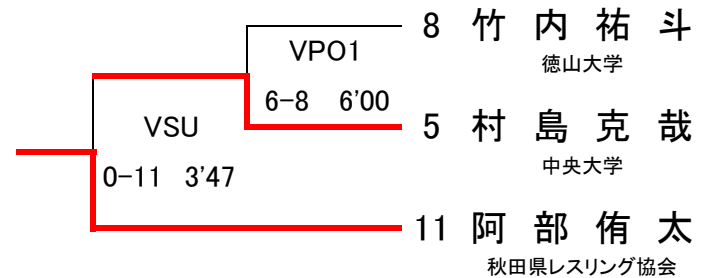 8 竹 内 祐 斗
徳山大学
VPO1
6-8 6'00
5 村 島 克 哉
中央大学
VSU
0-11 3'47
11 阿 部 侑 太
秋田県レスリング協会